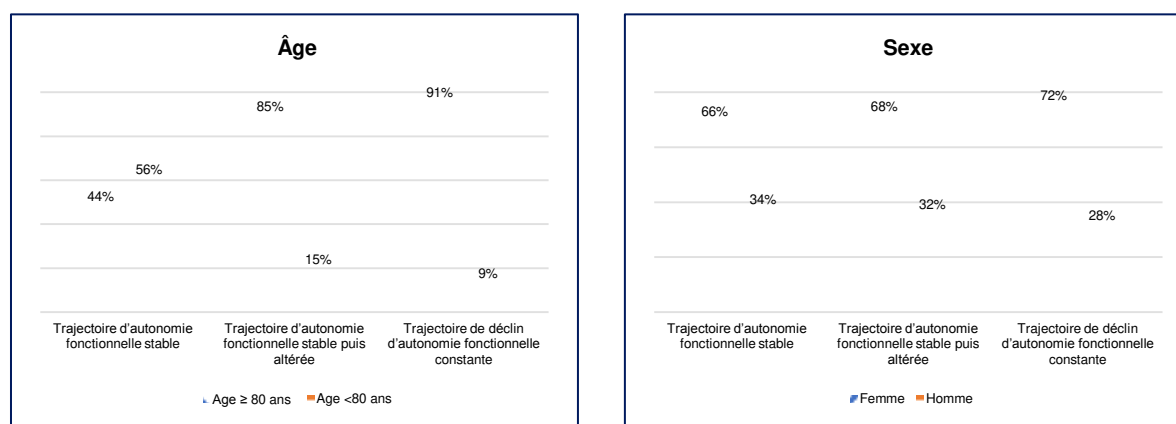 Âge
91%
85%
56%
44%
15%
9%
Trajectoire d'autonomie
fonctionnelle stable
Trajectoire d'autonomie
fonctionnelle stable puis
altérée
Trajectoire de déclin
d'autonomie fonctionnelle
constante
Age ≥ 80 ans
Age <80 ans
Sexe
66%
68%
72%
34%
32%
28%
Trajectoire d'autonomie
fonctionnelle stable
Trajectoire d'autonomie
fonctionnelle stable puis
altérée
Trajectoire de déclin
d'autonomie fonctionnelle
constante
Femme
Homme